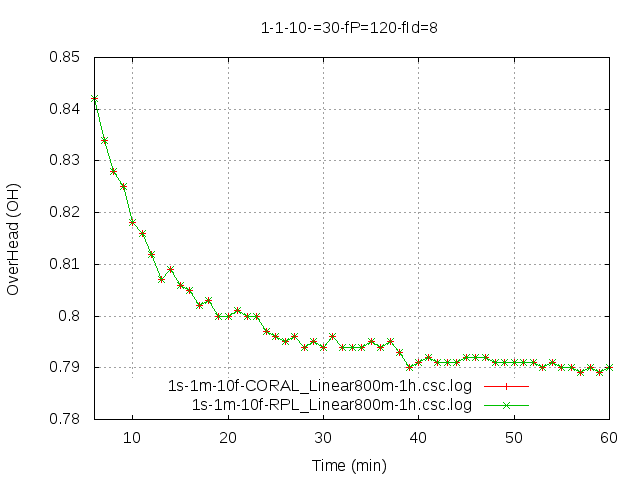 1-1-10-=30-fP=120-fId=8
0.85
0.84
0.83
0.82
0.81
0.8
0.79
0.78
OverHead (OH)
1s-1m-10f-CORAL_Linear800m-1h.csc.log
1s-1m-10f-RPL_Linear800m-1h.csc.log
10 20 30 40 50 60
Time (min)